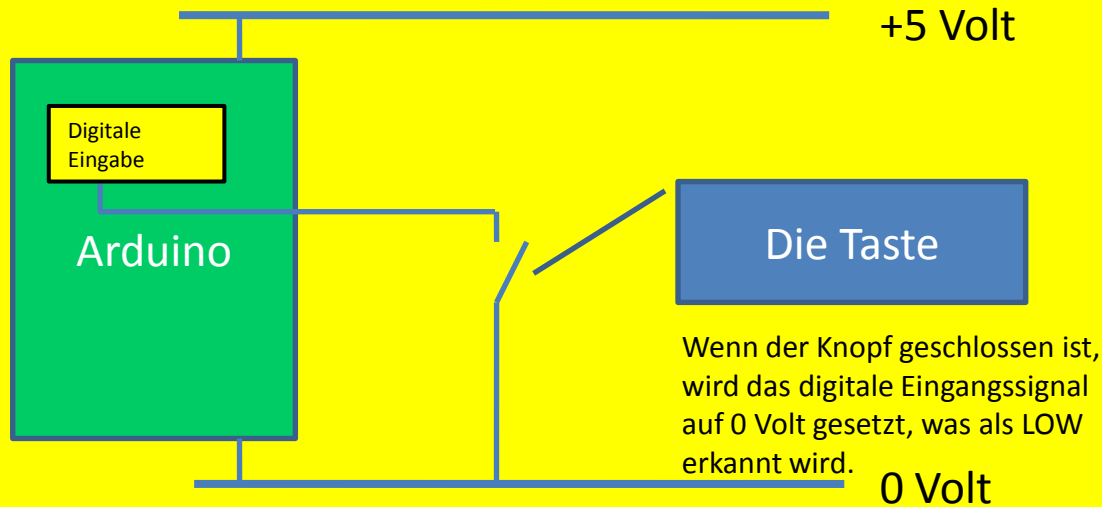 +5 Volt
Digitale
Eingabe
Arduino
Die Taste
Wenn der Knopf geschlossen ist,
wird das digitale Eingangssignal
auf 0 Volt gesetzt, was als LOW
erkannt wird.
0 Volt